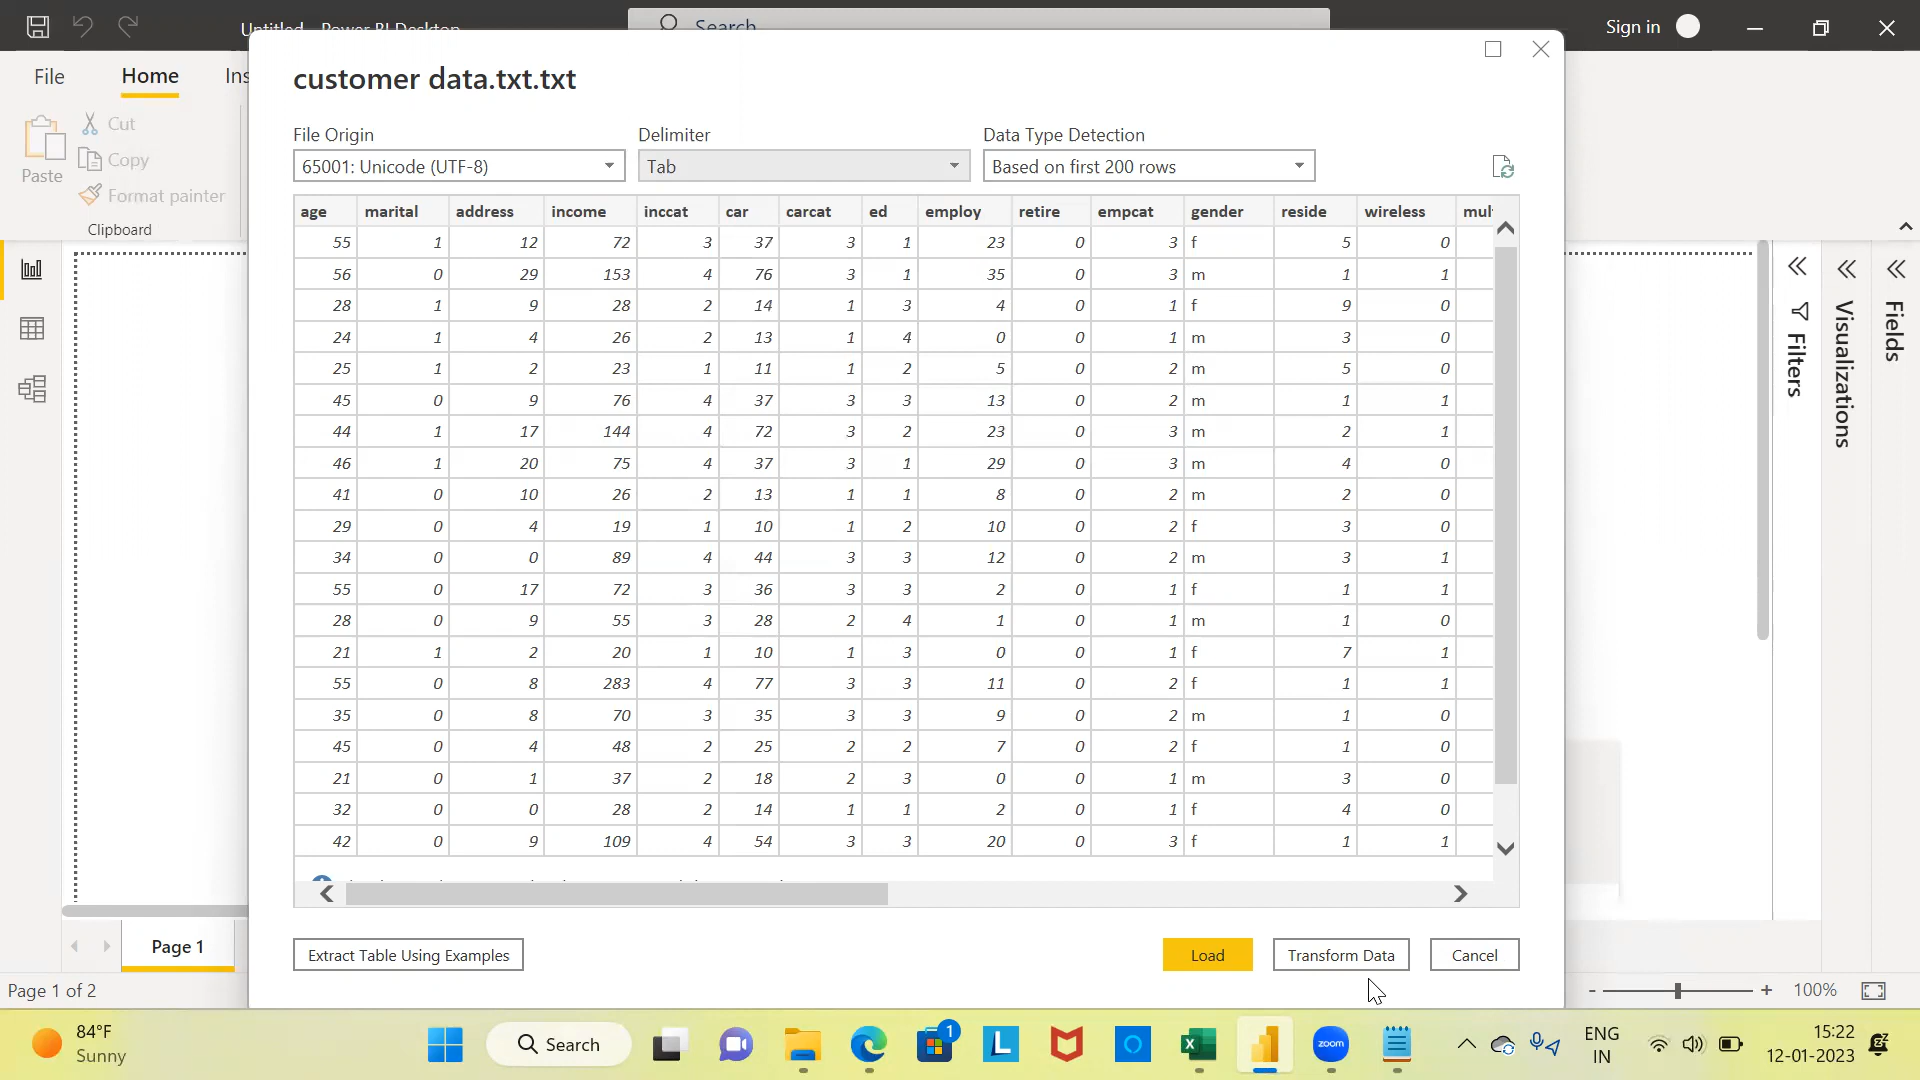 Untitled - Power BI Desktop
Search
Sign in
File
Home
Ins
Paste
Cut
Copy
Format painter
Clipboard
customer data.txt.txt
File Origin
Delimiter
Data Type Detection
65001: Unicode (UTF-8)
Tab
Based on first 200 rows
age marital address income inccat car carcat ed employ retire empcat gender reside wireless mul
55 1 12 72 3 37 3 1 23 0 3 f 5 0
56 0 29 153 4 76 3 1 35 0 3 m 1 1
28 1 9 28 2 14 1 3 4 0 1 f 9 0
24 1 4 26 2 13 1 4 0 0 1 m 3 0
25 1 2 23 1 11 1 2 5 0 2 m 5 0
45 0 9 76 4 37 3 3 13 0 2 m 1 1
44 1 17 144 4 72 3 2 23 0 3 m 2 1
46 1 20 75 4 37 3 1 29 0 3 m 4 0
41 0 10 26 2 13 1 1 8 0 2 m 2 0
29 0 4 19 1 10 1 2 10 0 2 f 3 0
34 0 0 89 4 44 3 3 12 0 2 m 3 1
55 0 17 72 3 36 3 3 2 0 1 f 1 1
28 0 9 55 3 28 2 4 1 0 1 m 1 0
21 1 2 20 1 10 1 3 0 0 1 f 7 1
55 0 8 283 4 77 3 3 11 0 2 f 1 1
35 0 8 70 3 35 3 3 9 0 2 m 1 0
45 0 4 48 2 25 2 2 7 0 2 f 1 0
21 0 1 37 2 18 2 3 0 0 1 m 3 0
32 0 0 28 2 14 1 1 2 0 1 f 4 0
42 0 9 109 4 54 3 3 20 0 3 f 1 1
Extract Table Using Examples
Load
Transform Data
Cancel
Filters
Visualizations
Fields
Page 1
Page 1 of 2
- + 100%
84°F
Sunny
Search
1
L
zoom
ENG
IN
15:22
12-01-2023